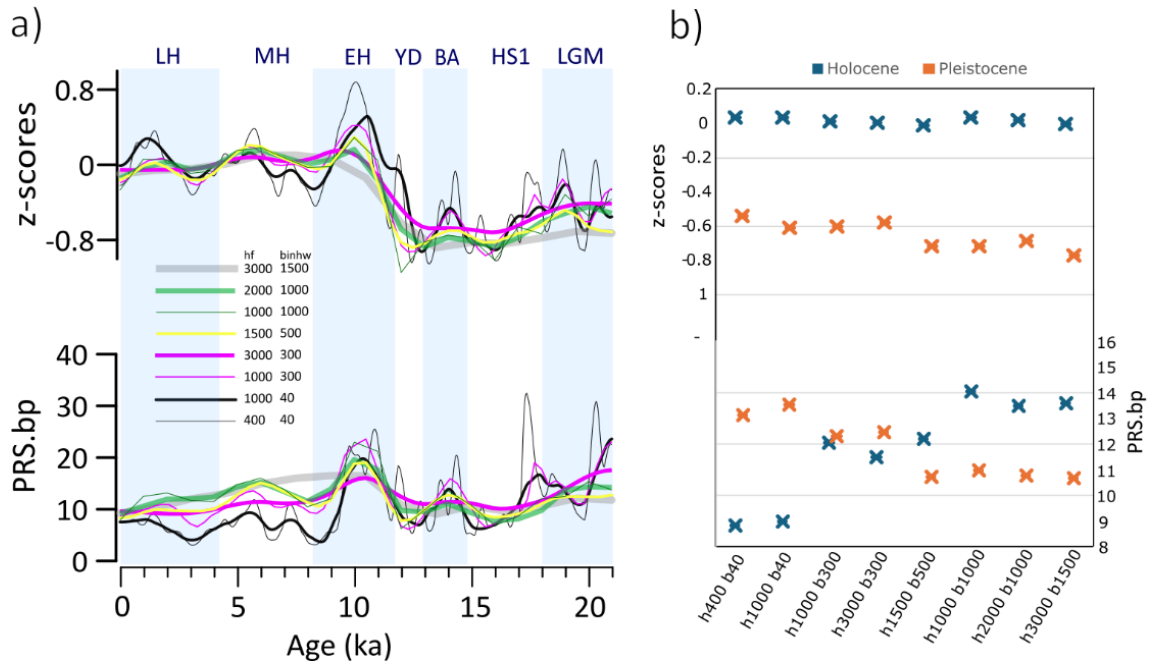 a)
LH MH EH YD BA HS1 LGM
z-scores
0.8
0
-0.8
hf binhw
3000 1500
2000 1000
1000 1000
1500 500
3000 300
1000 300
1000 40
400 40
PRS.bp
40
30
20
10
0
0 5 10 15 20
Age (ka)
b)
Holocene Pleistocene
z-scores
0.2
0
-0.2
-0.4
-0.6
-0.8
1
-
16
15
14
13
12
11
10
9
8
PRS.bp
h400 b40
h1000 b40
h1000 b300
h3000 b300
h1500 b500
h1000 b1000
h2000 b1000
h3000 b1500